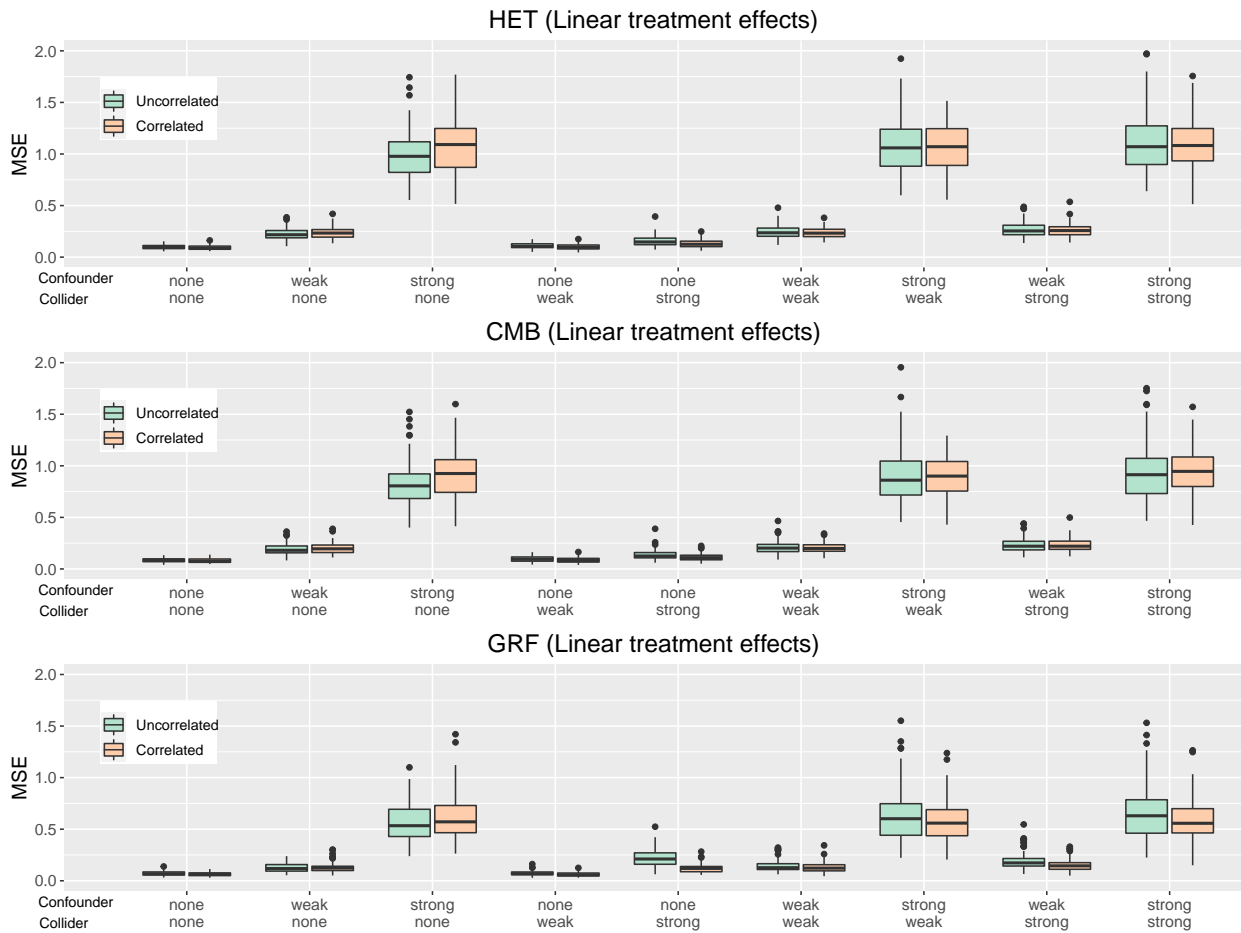 HET (Linear treatment effects)
2.0
1.5
1.0
0.5
0.0
MSE
Uncorrelated
Correlated
Confounder none weak strong none none weak strong weak strong
Collider none none none weak strong weak weak strong strong
CMB (Linear treatment effects)
2.0
1.5
1.0
0.5
0.0
MSE
Uncorrelated
Correlated
Confounder none weak strong none none weak strong weak strong
Collider none none none weak strong weak weak strong strong
GRF (Linear treatment effects)
2.0
1.5
1.0
0.5
0.0
MSE
Uncorrelated
Correlated
Confounder none weak strong none none weak strong weak strong
Collider none none none weak strong weak weak strong strong